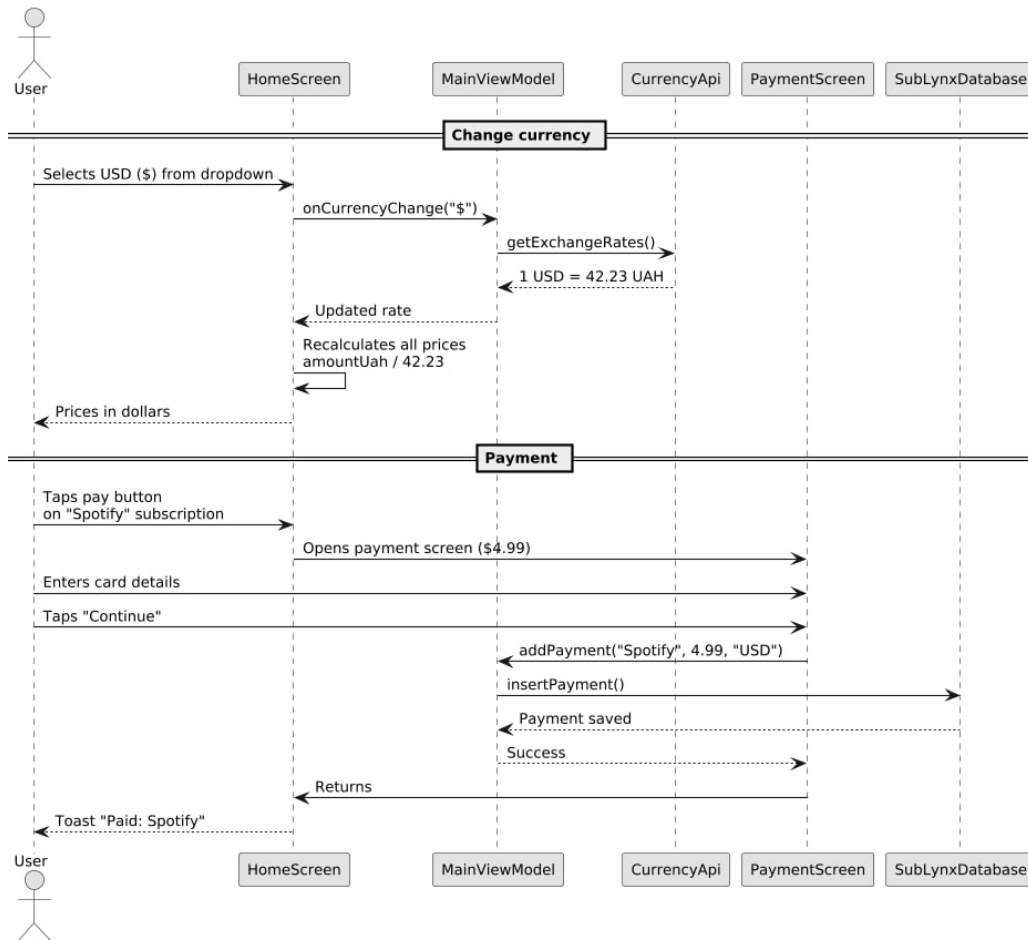 User
HomeScreen
MainViewModel
CurrencyApi
PaymentScreen
SubLynxDatabase
Change currency
Selects USD ($) from dropdown
onCurrencyChange("$")
getExchangeRates()
1 USD = 42.23 UAH
Updated rate
Recalculates all prices
amountUah / 42.23
Prices in dollars
Payment
Taps pay button
on "Spotify" subscription
Opens payment screen ($4.99)
Enters card details
Taps "Continue"
addPayment("Spotify", 4.99, "USD")
insertPayment()
Payment saved
Success
Returns
Toast "Paid: Spotify"
User
HomeScreen
MainViewModel
CurrencyApi
PaymentScreen
SubLynxDatabase